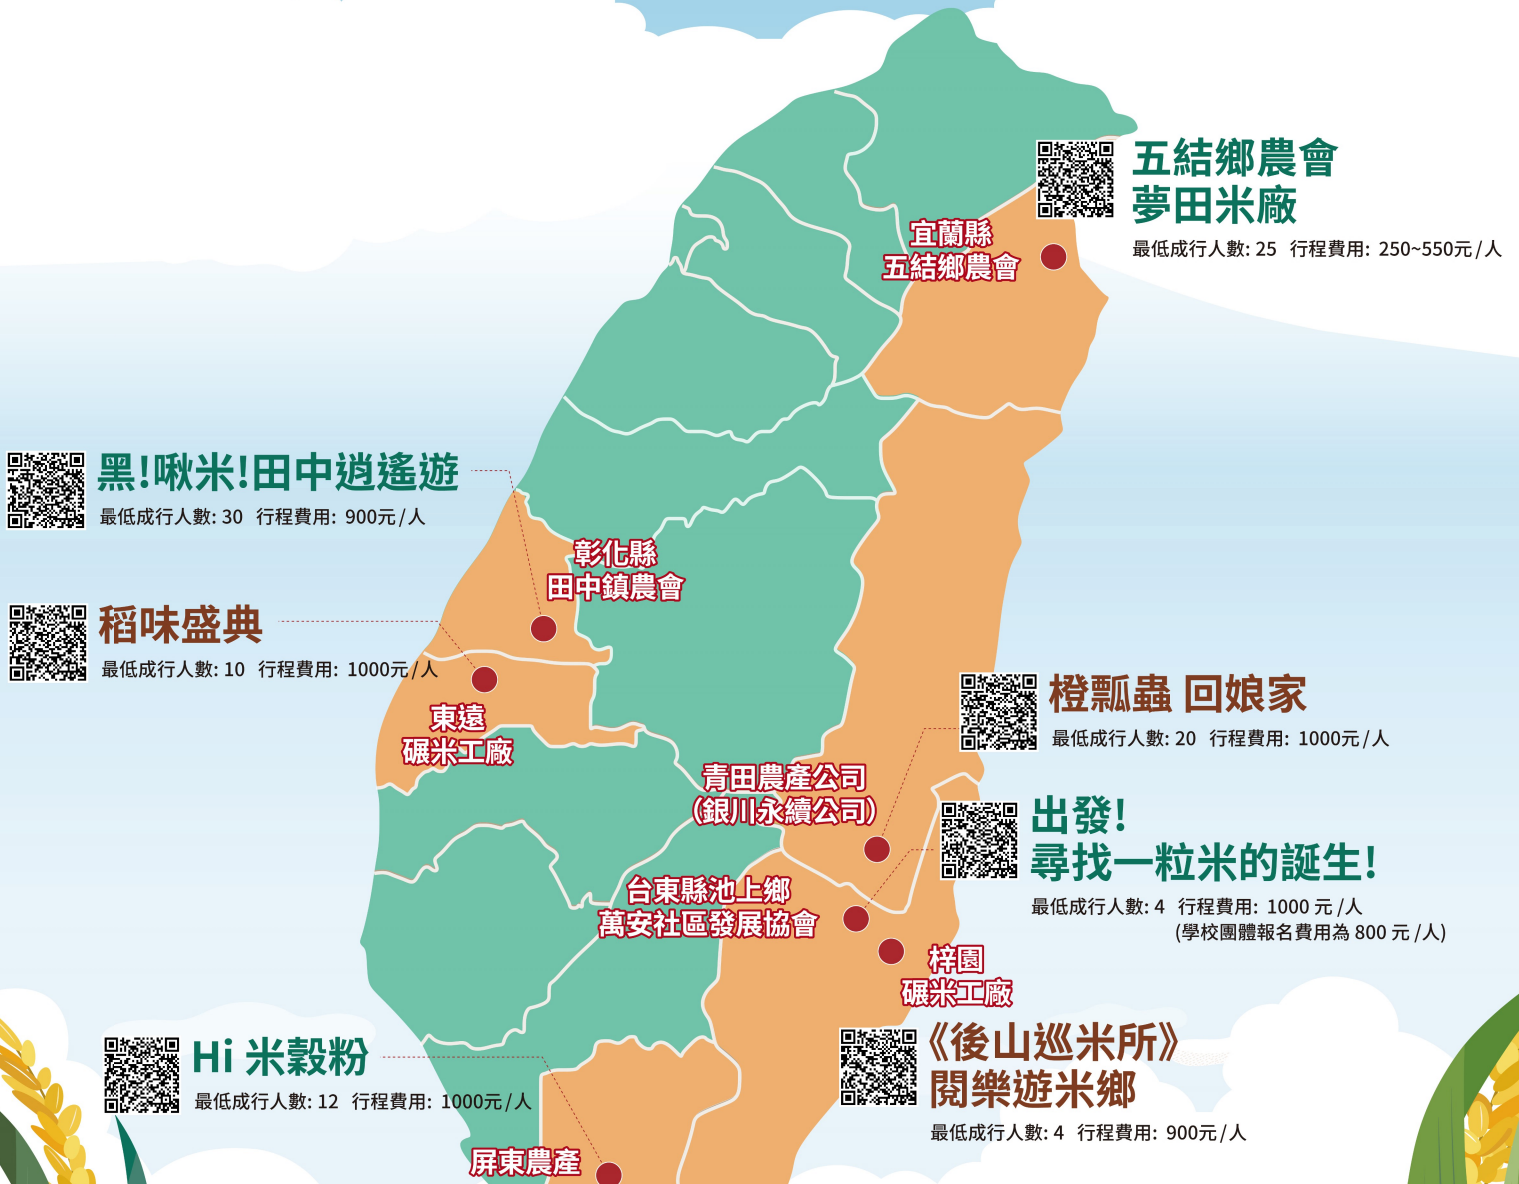 五結鄉農會
夢田米廠
最低成行人數: 25 行程費用: 250~550元/人
宜蘭縣
五結鄉農會
黑!啾米!田中逍遙遊
最低成行人數: 30 行程費用: 900元/人
彰化縣
田中鎮農會
稻味盛典
最低成行人數: 10 行程費用: 1000元/人
東遠
碾米工廠
橙瓢蟲 回娘家
最低成行人數: 20 行程費用: 1000元/人
青田農產公司
(銀川永續公司)
出發!
尋找一粒米的誕生!
最低成行人數: 4 行程費用: 1000 元 /人
(學校團體報名費用為 800 元 /人)
台東縣池上鄉
萬安社區發展協會
梓園
碾米工廠
《後山巡米所》
閱樂遊米鄉
最低成行人數: 4 行程費用: 900元/人
Hi 米穀粉
最低成行人數: 12 行程費用: 1000元/人
屏東農產